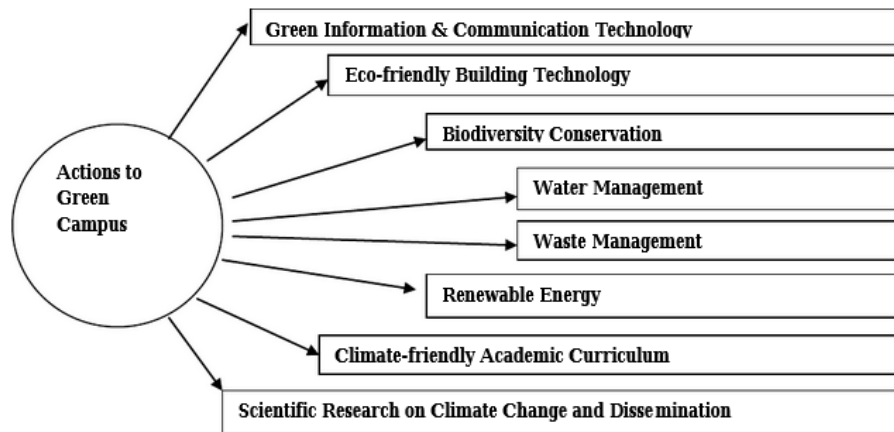 Green Information & Communication Technology
Eco-friendly Building Technology
Biodiversity Conservation
Actions to
Green
Campus
Water Management
Waste Management
Renewable Energy
Climate-friendly Academic Curriculum
Scientific Research on Climate Change and Dissemination